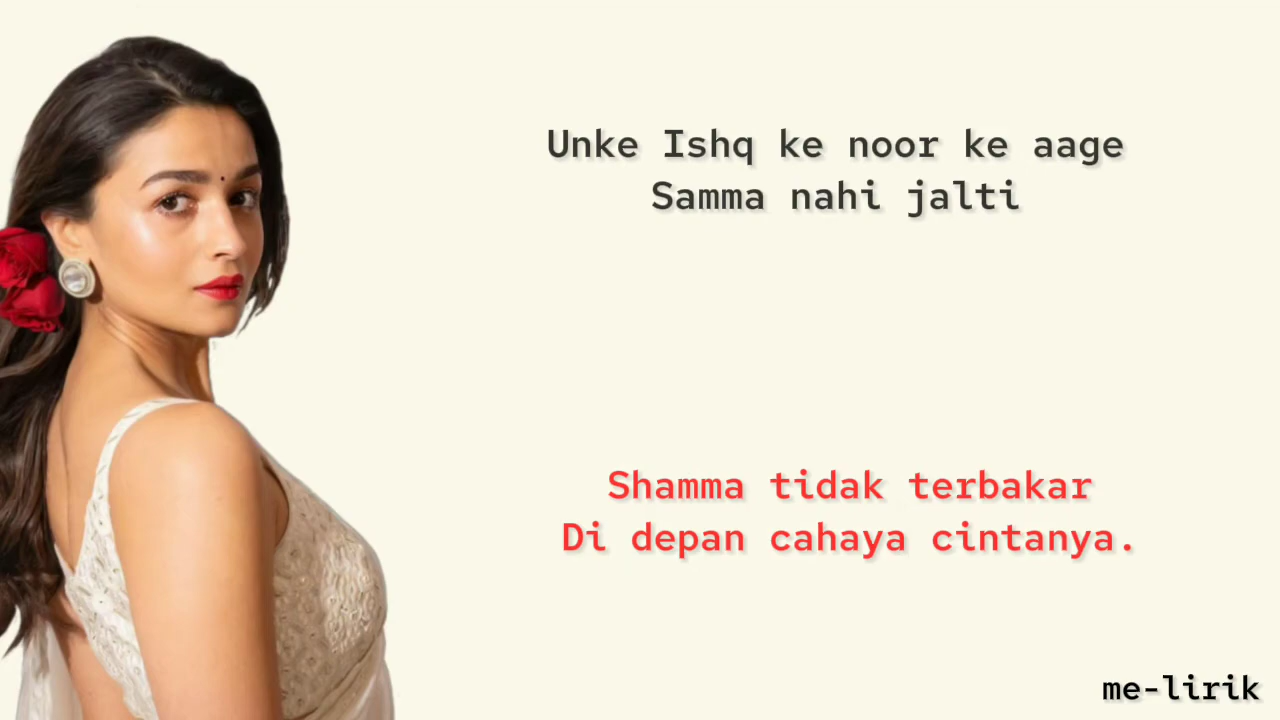 Unke Ishq ke noor ke aage
Samma nahi jalti
Shamma tidak terbakar
Di depan cahaya cintanya.
me-lirik